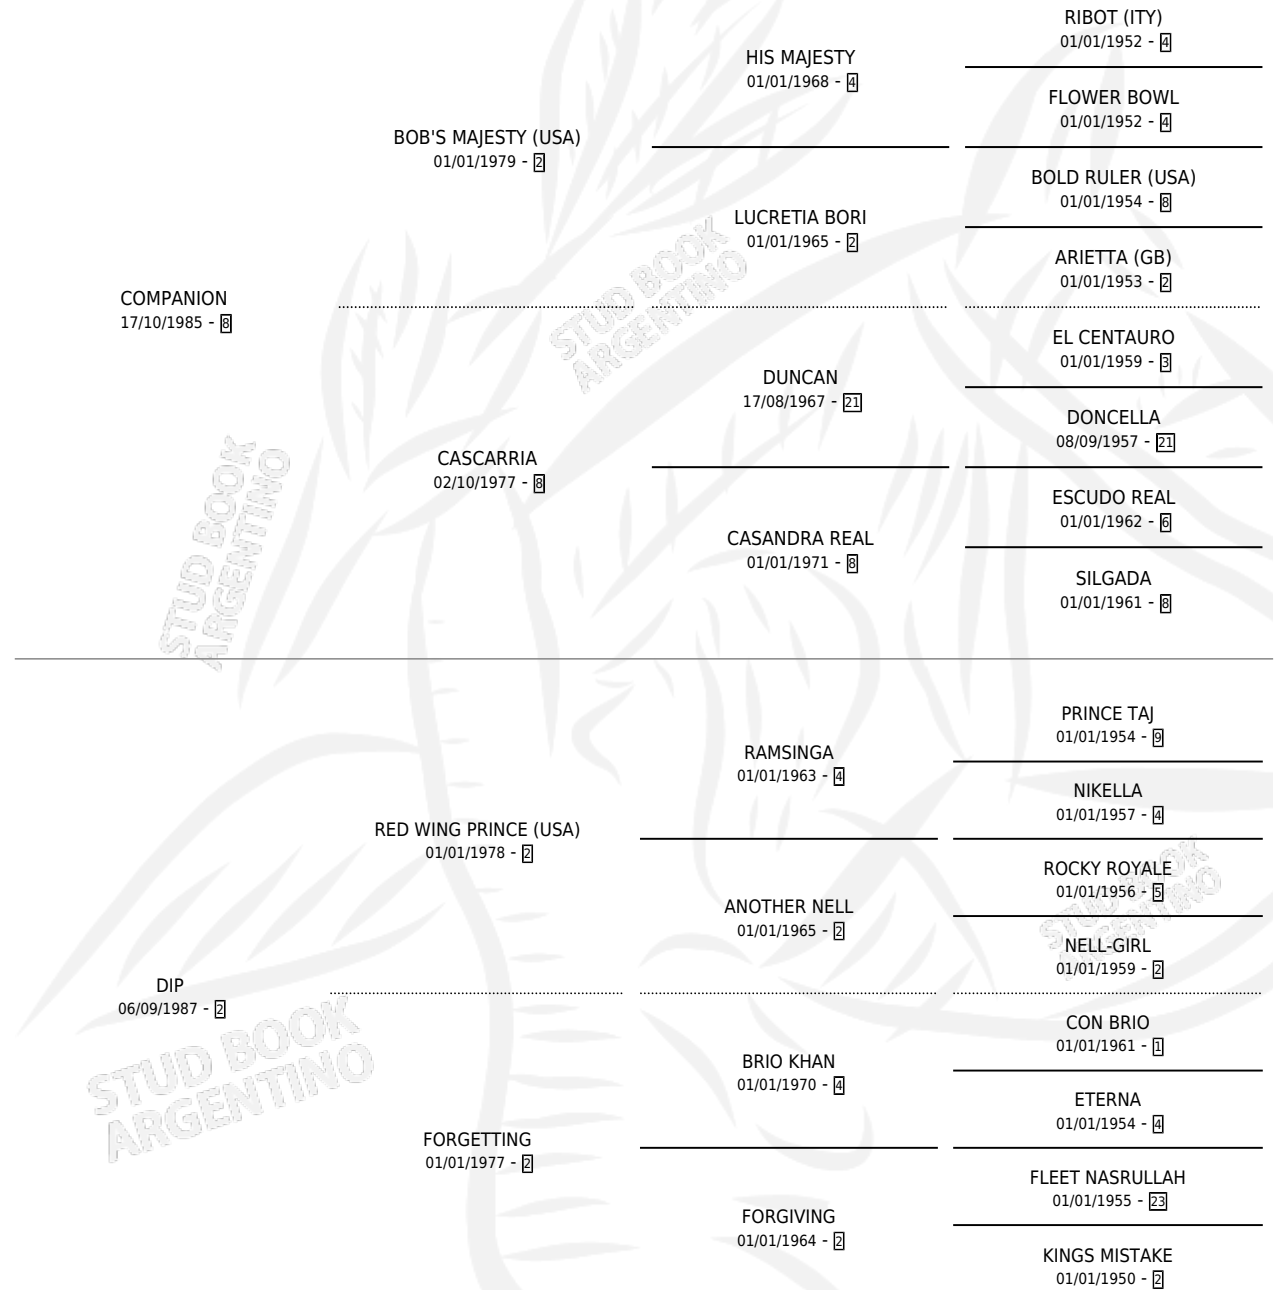 RIBOT (ITY)
01/01/1952 - 4
HIS MAJESTY
01/01/1968 - 4
FLOWER BOWL
01/01/1952 - 4
BOB'S MAJESTY (USA)
01/01/1979 - 2
BOLD RULER (USA)
01/01/1954 - 8
LUCRETIA BORI
01/01/1965 - 2
ARIETTA (GB)
01/01/1953 - 2
COMPANION
17/10/1985 - 8
EL CENTAURO
01/01/1959 - 3
DUNCAN
17/08/1967 - 21
DONCELLA
08/09/1957 - 21
CASCARRIA
02/10/1977 - 8
ESCUDO REAL
01/01/1962 - 6
CASANDRA REAL
01/01/1971 - 8
SILGADA
01/01/1961 - 8
PRINCE TAJ
01/01/1954 - 9
RAMSINGA
01/01/1963 - 4
NIKELLA
01/01/1957 - 4
RED WING PRINCE (USA)
01/01/1978 - 2
ROCKY ROYALE
01/01/1956 - 5
ANOTHER NELL
01/01/1965 - 2
NELL-GIRL
01/01/1959 - 2
DIP
06/09/1987 - 2
CON BRIO
01/01/1961 - 1
BRIO KHAN
01/01/1970 - 4
ETERNA
01/01/1954 - 4
FORGETTING
01/01/1977 - 2
FLEET NASRULLAH
01/01/1955 - 23
FORGIVING
01/01/1964 - 2
KINGS MISTAKE
01/01/1950 - 2
STUD BOOK
ARGENTINO
STUD BOOK
ARGENTINO
STUD BOOK
ARGENTINO
STUD BOOK
ARGENTINO